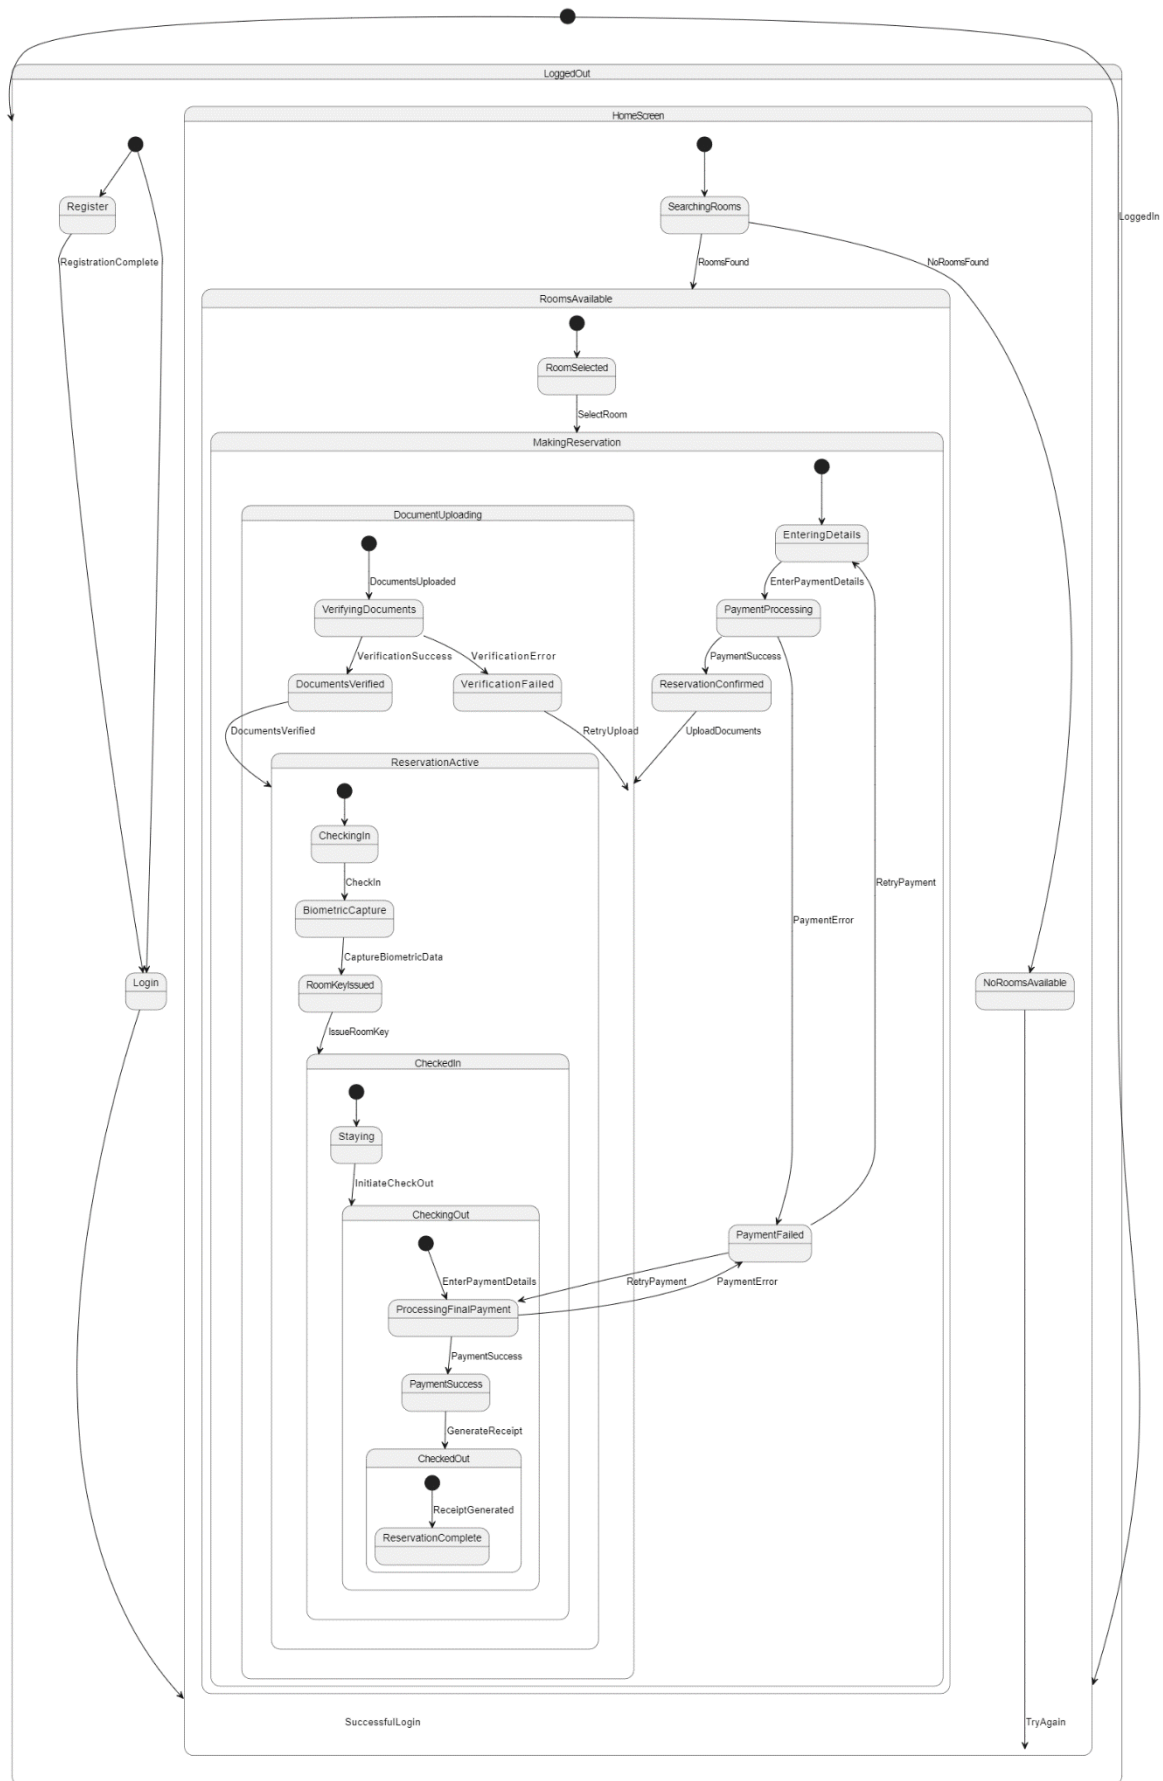 LoggedOut
HomeScreen
Register
SearchingRooms
LoggedIn
RegistrationComplete
RoomsFound
NoRoomsFound
RoomsAvailable
RoomSelected
SelectRoom
MakingReservation
DocumentUploading
EnteringDetails
DocumentsUploaded
EnterPaymentDetails
VerifyingDocuments
PaymentProcessing
VerificationSuccess
VerificationError
PaymentSuccess
DocumentsVerified
VerificationFailed
ReservationConfirmed
DocumentsVerified
RetryUpload
UploadDocuments
ReservationActive
CheckingIn
CheckIn
RetryPayment
BiometricCapture
PaymentError
CaptureBiometricData
Login
RoomKeyIssued
NoRoomsAvailable
IssueRoomKey
CheckedIn
Staying
InitiateCheckOut
CheckingOut
PaymentFailed
EnterPaymentDetails
RetryPayment
PaymentError
ProcessingFinalPayment
PaymentSuccess
PaymentSuccess
GenerateReceipt
CheckedOut
ReceiptGenerated
ReservationComplete
SuccessfulLogin
TryAgain